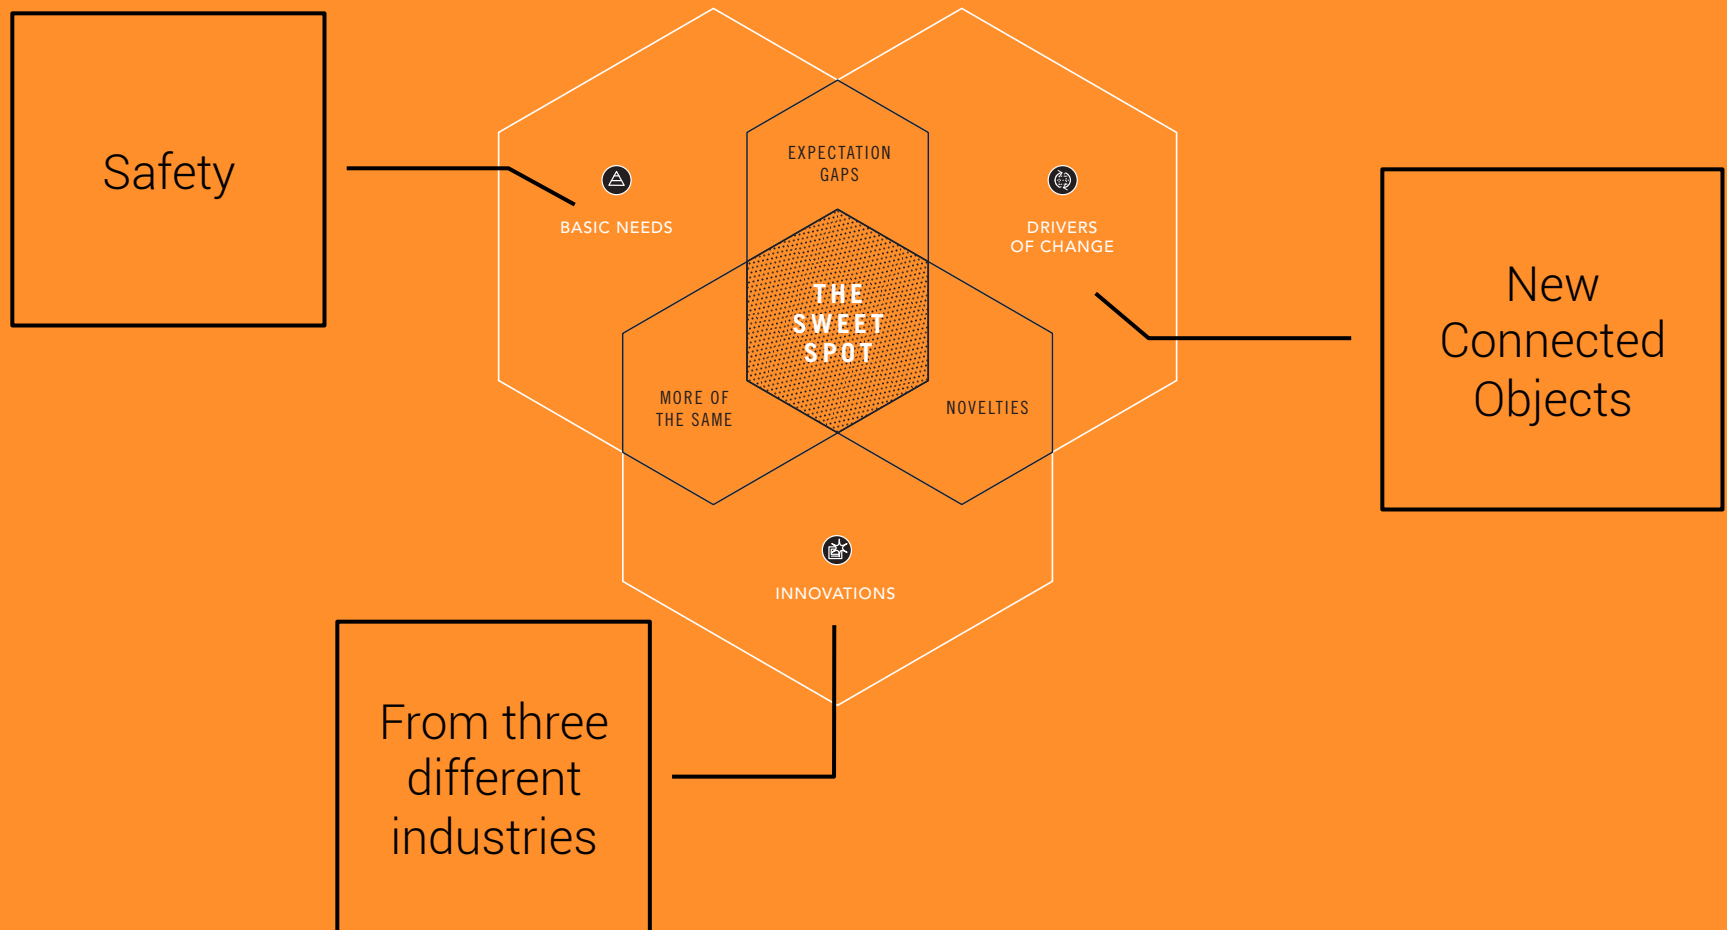 Safety
EXPECTATION
GAPS
BASIC NEEDS
DRIVERS
OF CHANGE
THE
SWEET
SPOT
New
Connected
Objects
MORE OF
THE SAME
NOVELTIES
INNOVATIONS
From three
different
industries